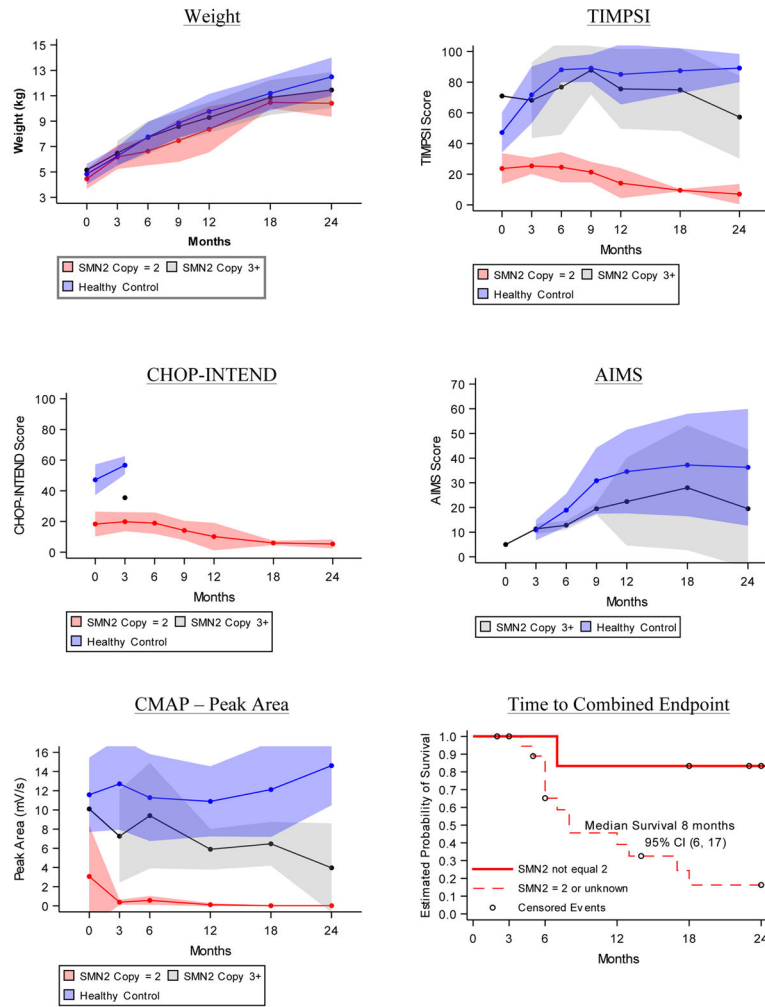 Weight
15
13
11
9
7
5
3
Weight (kg)
0 3 6 9 12 18 24
Months
SMN2 Copy = 2 SMN2 Copy 3+
Healthy Control
TIMPSI
100
80
60
40
20
0
TIMPSI Score
0 3 6 9 12 18 24
Months
SMN2 Copy = 2 SMN2 Copy 3+
Healthy Control
CHOP-INTEND
100
80
60
40
20
0
CHOP-INTEND Score
0 3 6 9 12 18 24
Months
SMN2 Copy = 2 SMN2 Copy 3+
Healthy Control
AIMS
70
60
50
40
30
20
10
0
AIMS Score
0 3 6 9 12 18 24
Months
SMN2 Copy 3+ Healthy Control
CMAP – Peak Area
16
14
12
10
8
6
4
2
0
Peak Area (mV/s)
0 3 6 9 12 18 24
Months
SMN2 Copy = 2 SMN2 Copy 3+
Healthy Control
Time to Combined Endpoint
1.0
0.9
0.8
0.7
0.6
0.5
0.4
0.3
0.2
0.1
0.0
Estimated Probability of Survival
Median Survival 8 months
95% CI (6, 17)
SMN2 not equal 2
SMN2 = 2 or unknown
Censored Events
0 3 6 12 18 24
Months